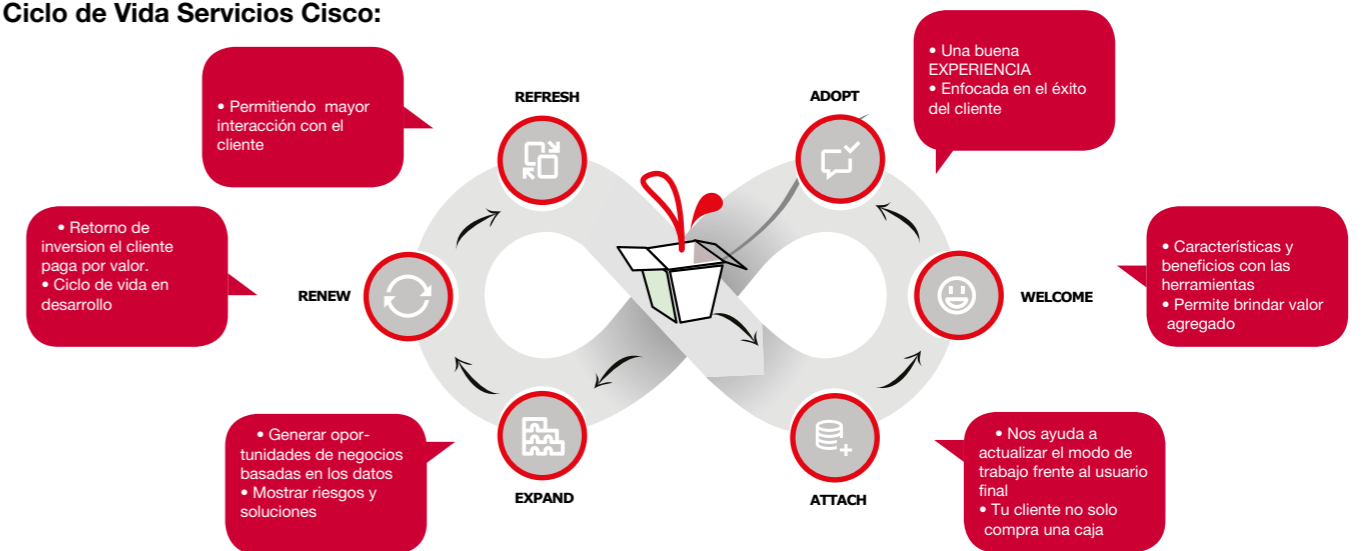 Ciclo de Vida Servicios Cisco:
• Permitiendo mayor
interacción con el
cliente
REFRESH
ADOPT
• Una buena
EXPERIENCIA
• Enfocada en el éxito
del cliente
• Retorno de
inversion el cliente
paga por valor.
• Ciclo de vida en
desarrollo
RENEW
WELCOME
• Características y
beneficios con las
herramientas
• Permite brindar valor
agregado
• Generar opor-
tunidades de negocios
basadas en los datos
• Mostrar riesgos y
soluciones
EXPAND
ATTACH
• Nos ayuda a
actualizar el modo de
trabajo frente al usuario
final
• Tu cliente no solo
compra una caja